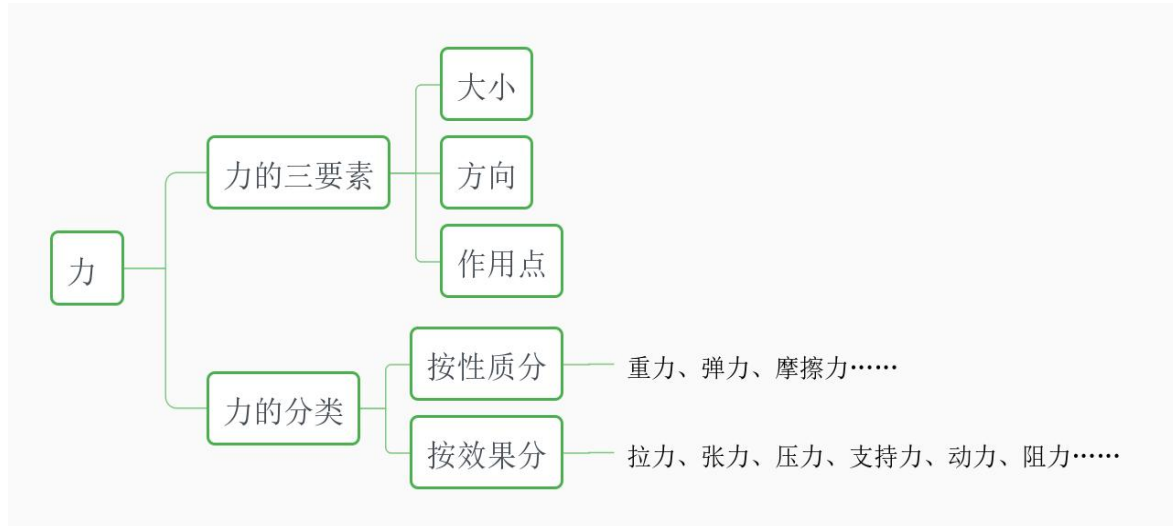 力
力的三要素
大小
方向
作用点
力的分类
按性质分
重力、弹力、摩擦力……
按效果分
拉力、张力、压力、支持力、动力、阻力……